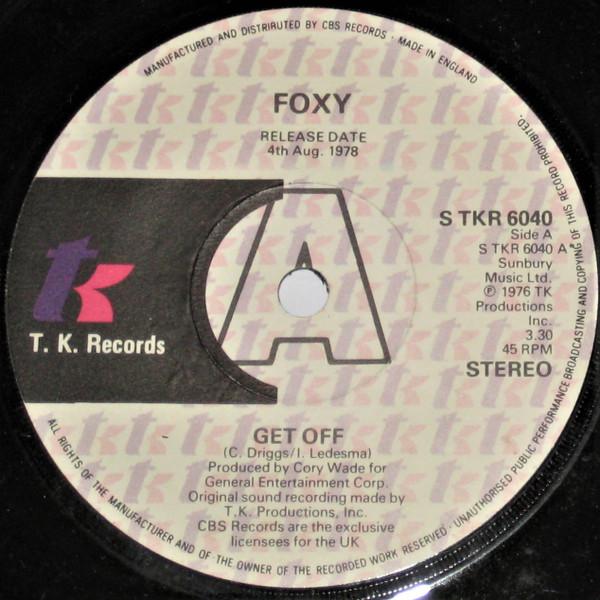 MANUFACTURED AND DISTRIBUTED BY CBS RECORDS · MADE IN ENGLAND
FOXY
RELEASE DATE
4th Aug. 1978
A
S TKR 6040
Side A
S TKR 6040 A*
Sunbury
Music Ltd.
℗ 1976 TK
Productions
Inc.
3.30
45 RPM
STEREO
tk
T. K. Records
GET OFF
(C. Driggs/I. Ledesma)
Produced by Cory Wade for
General Entertainment Corp.
Original sound recording made by
T.K. Productions, Inc.
CBS Records are the exclusive
licensees for the UK
ALL RIGHTS OF THE MANUFACTURER AND OF THE OWNER OF THE RECORDED WORK RESERVED · UNAUTHORISED PUBLIC PERFORMANCE BROADCASTING AND COPYING OF THIS RECORD PROHIBITED.